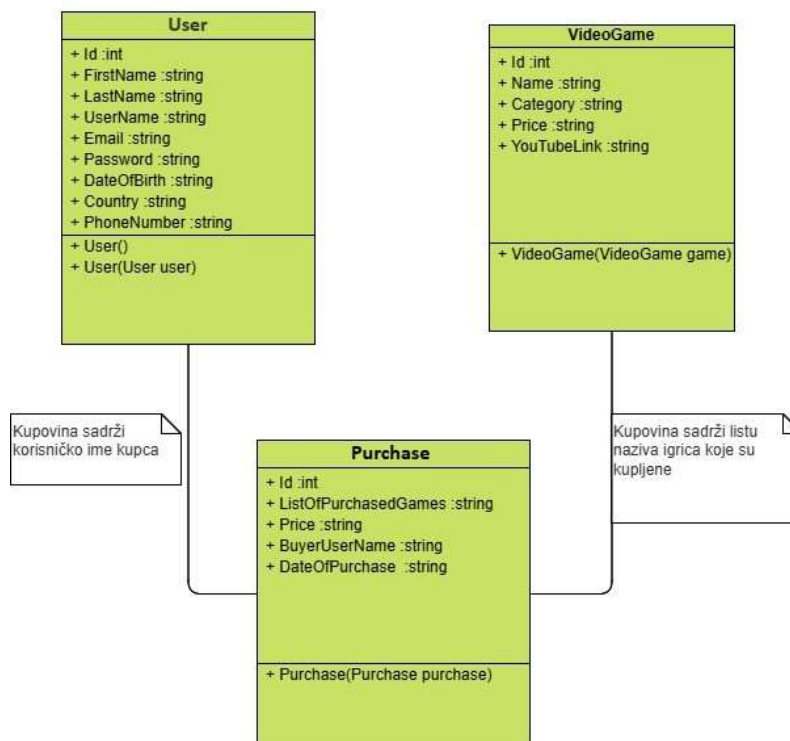 User
+ Id :int
+ FirstName :string
+ LastName :string
+ UserName :string
+ Email :string
+ Password :string
+ DateOfBirth :string
+ Country :string
+ PhoneNumber :string
+ User()
+ User(User user)
VideoGame
+ Id :int
+ Name :string
+ Category :string
+ Price :string
+ YouTubeLink :string
+ VideoGame(VideoGame game)
Kupovina sadrži
korisničko ime kupca
Kupovina sadrži listu
naziva igrica koje su
kupljene
Purchase
+ Id :int
+ ListOfPurchasedGames :string
+ Price :string
+ BuyerUserName :string
+ DateOfPurchase :string
+ Purchase(Purchase purchase)